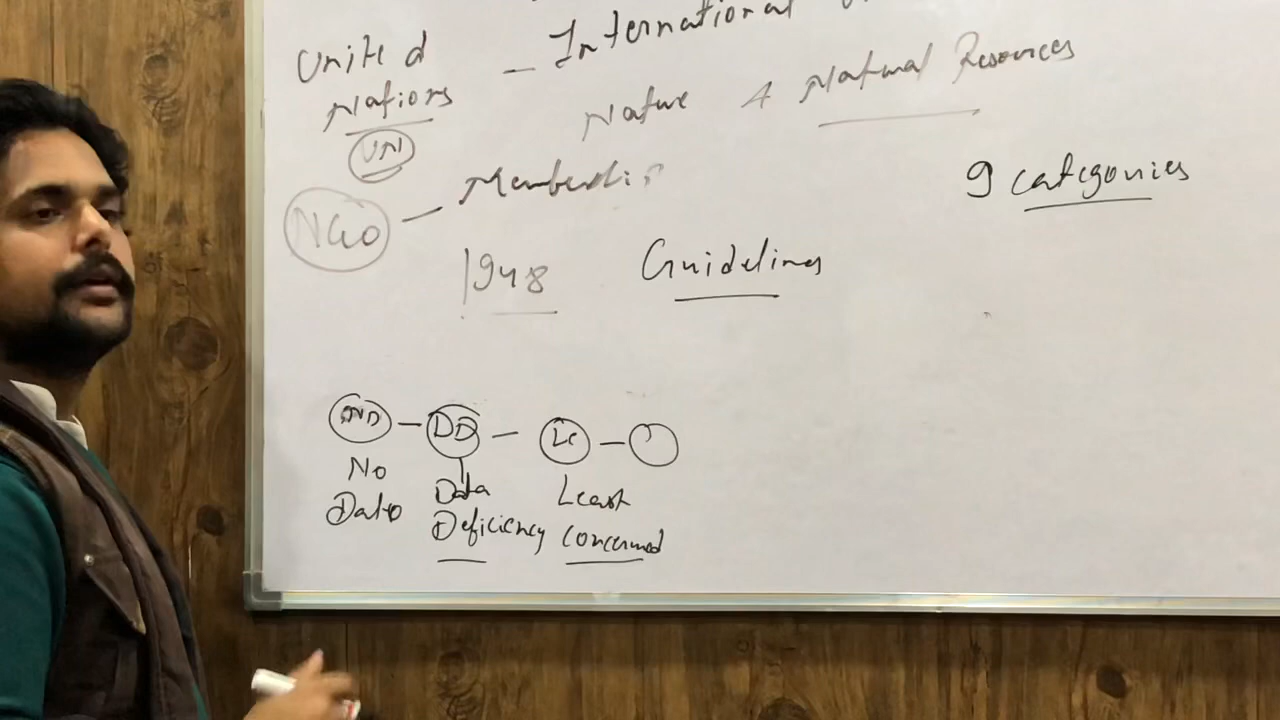 United
Nations
UN
– International
Nature & Natural Resources
NGO – Membership
9 categories
1948
Guidelines
ND – DD – LC –
No
Data
Data
Deficiency
Least
Concerned